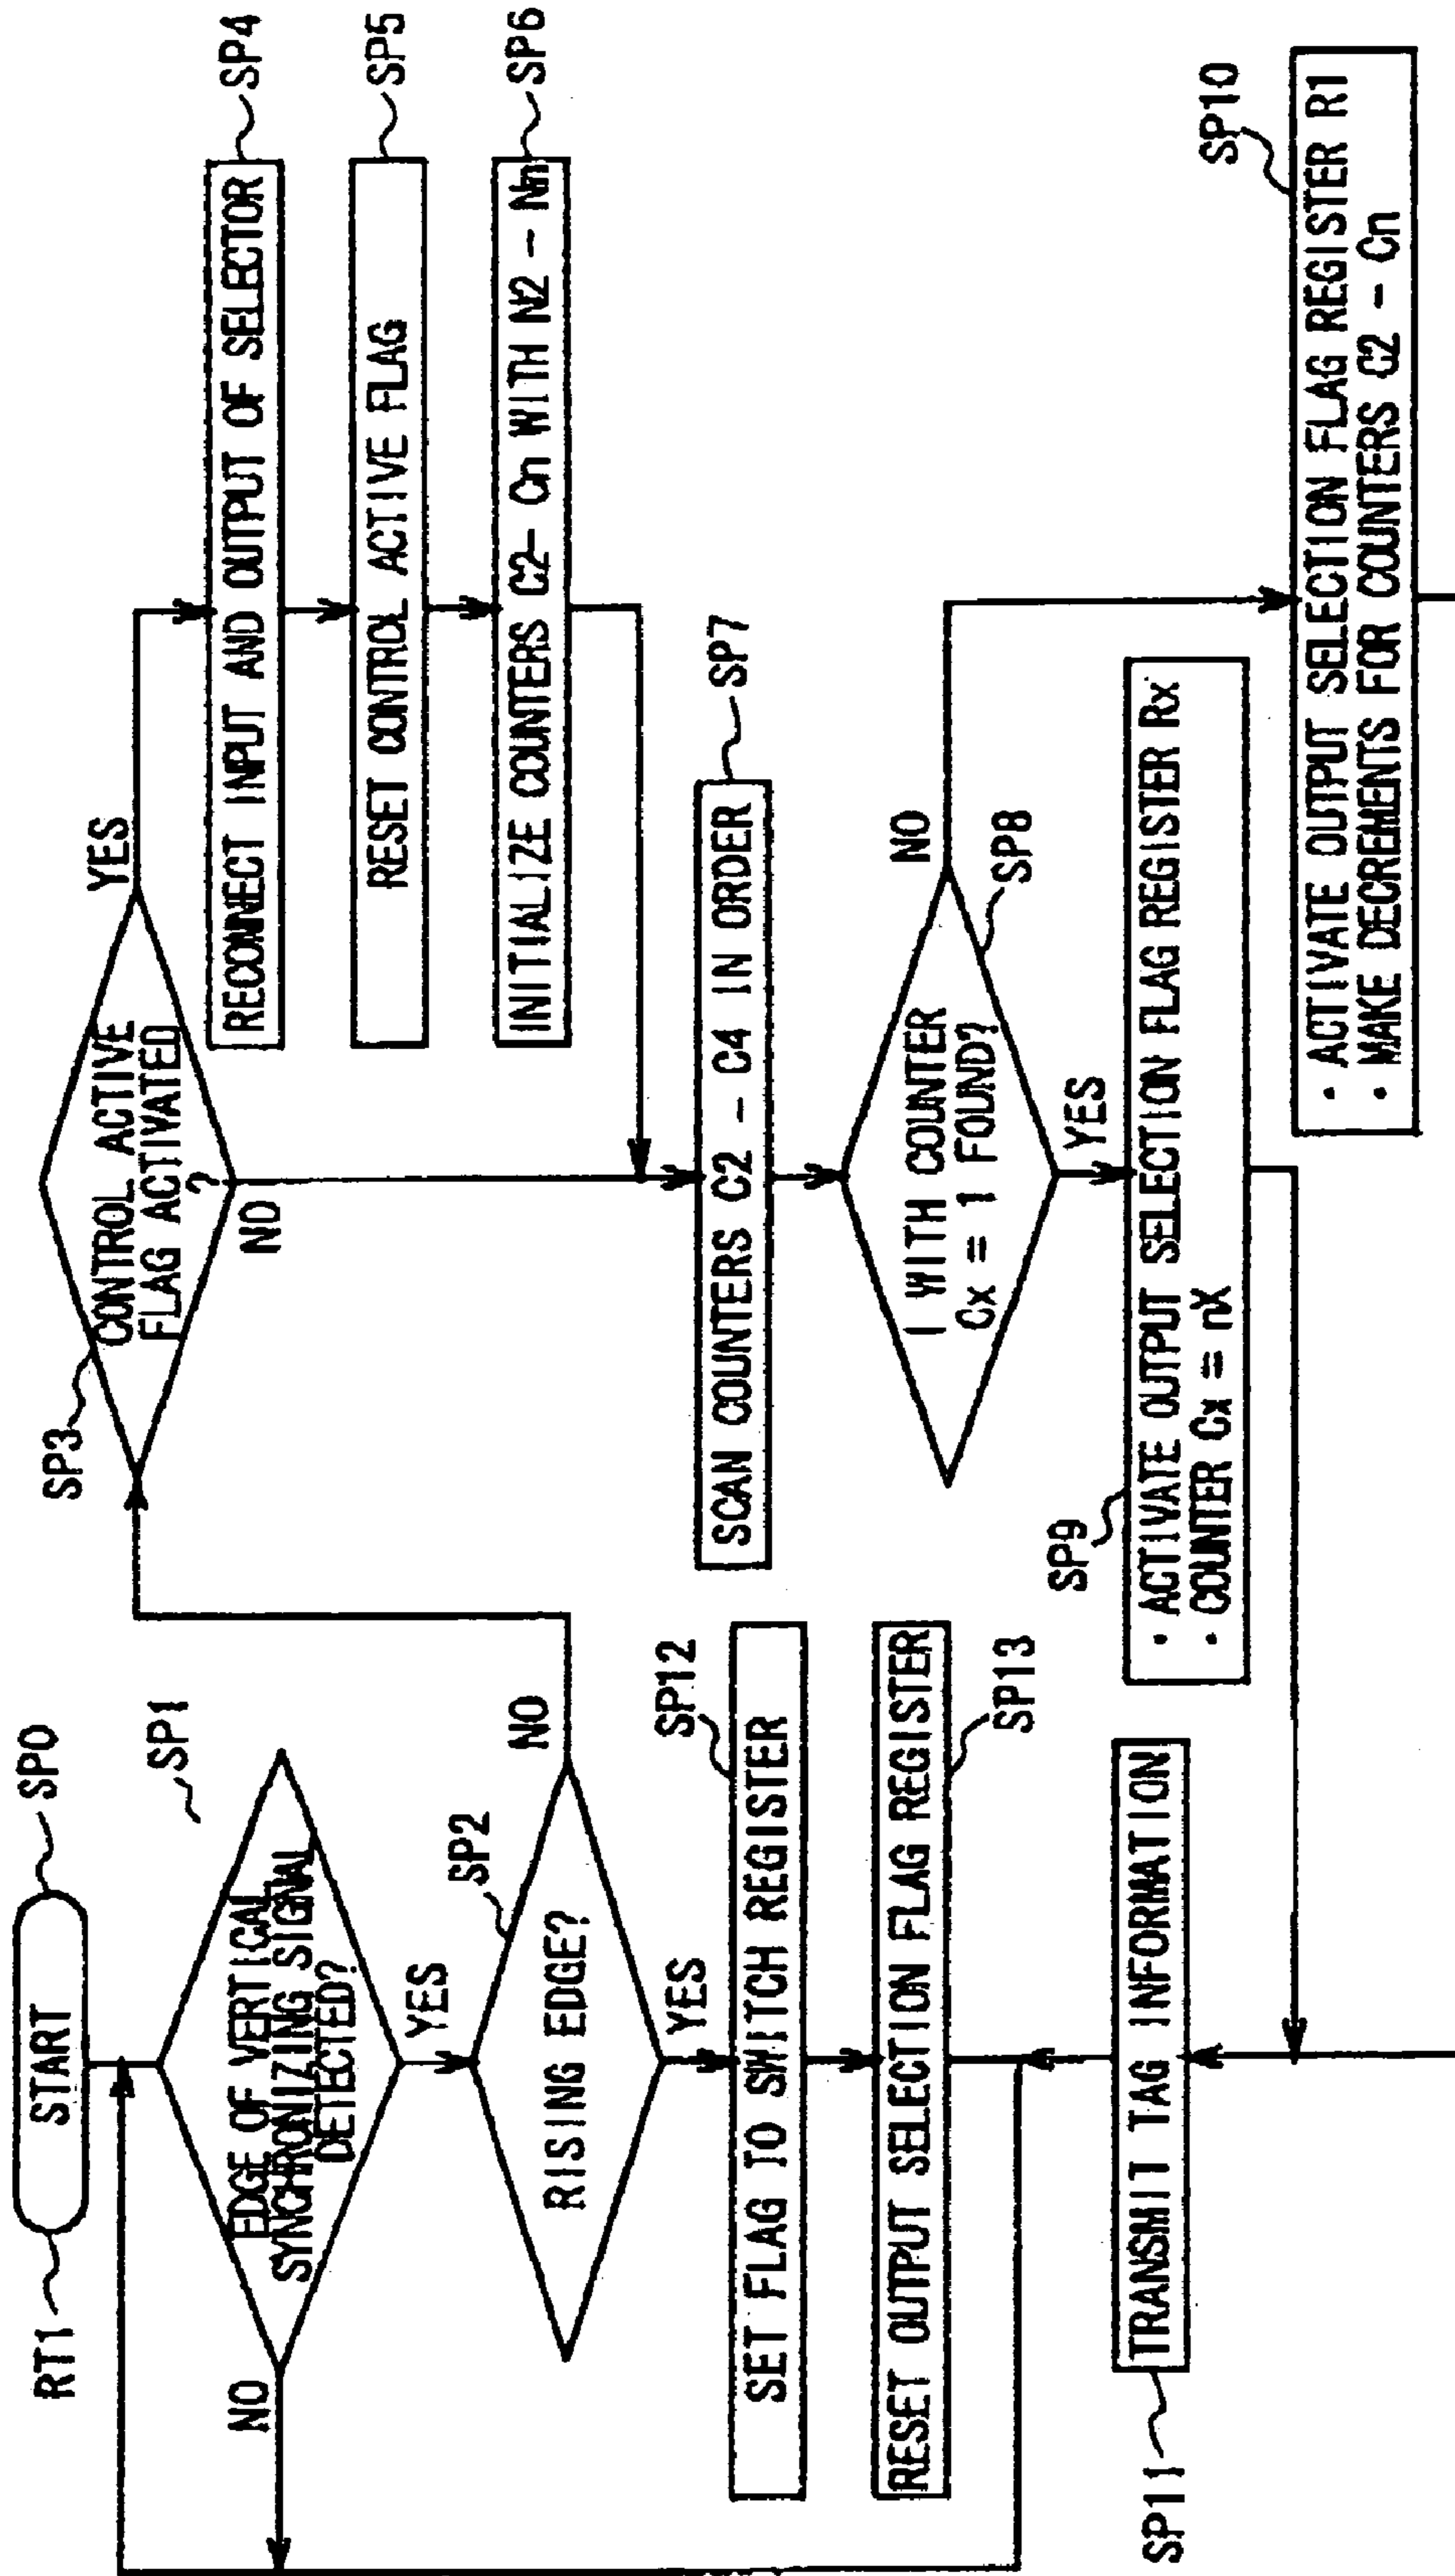 RT1
START
SP0
SP1
EDGE OF VERTICAL
SYNCHRONIZING SIGNAL
DETECTED?
NO
YES
SP2
RISING EDGE?
NO
YES
SP12
SET FLAG TO SWITCH REGISTER
RESET OUTPUT SELECTION FLAG REGISTER
SP13
SP11
TRANSMIT TAG INFORMATION
SP3
CONTROL ACTIVE
FLAG ACTIVATED
?
YES
NO
RECONNECT INPUT AND OUTPUT OF SELECTOR
SP4
RESET CONTROL ACTIVE FLAG
SP5
INITIALIZE COUNTERS C2- Cn WITH N2 - Nn
SP6
SCAN COUNTERS C2 - C4 IN ORDER
SP7
I WITH COUNTER
Cx = 1 FOUND?
SP8
NO
YES
SP9
• ACTIVATE OUTPUT SELECTION FLAG REGISTER Rx
• COUNTER Cx = nX
SP10
• ACTIVATE OUTPUT SELECTION FLAG REGISTER R1
• MAKE DECREMENTS FOR COUNTERS C2 - Cn